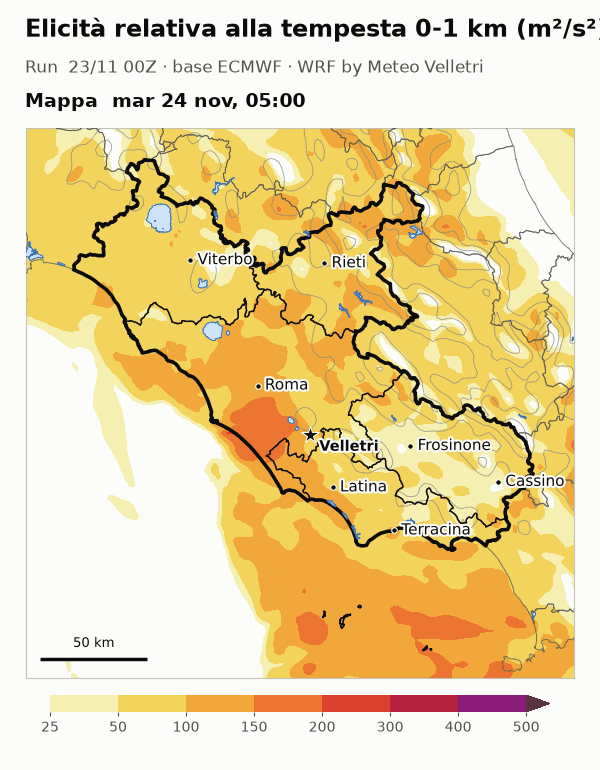 Elicità relativa alla tempesta 0-1 km (m²/s²)
Run 23/11 00Z · base ECMWF · WRF by Meteo Velletri
Mappa mar 24 nov, 05:00
Viterbo
Rieti
Roma
Velletri
Frosinone
Cassino
Latina
Terracina
50 km
25 50 100 150 200 300 400 500